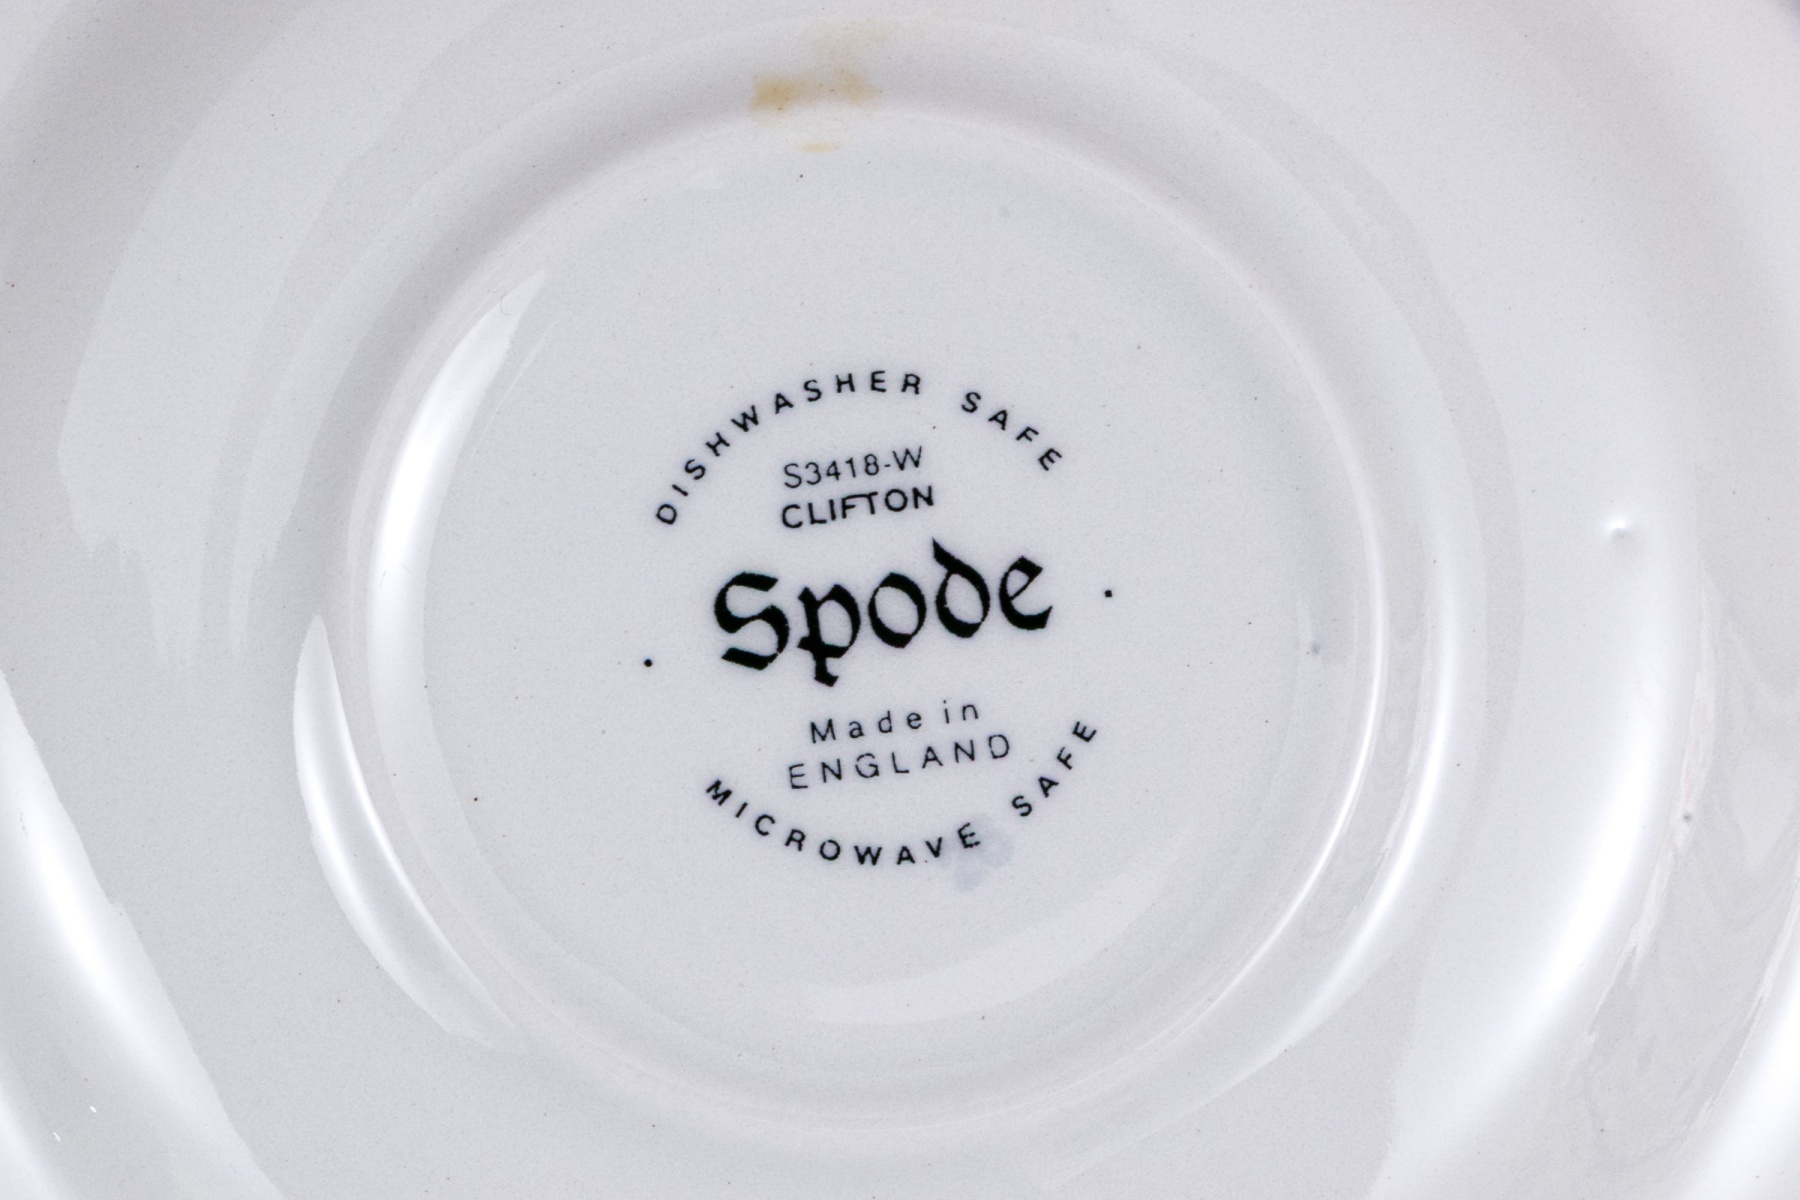 DISHWASHER SAFE
S3418-W
CLIFTON
Spode
Made in
ENGLAND
MICROWAVE SAFE